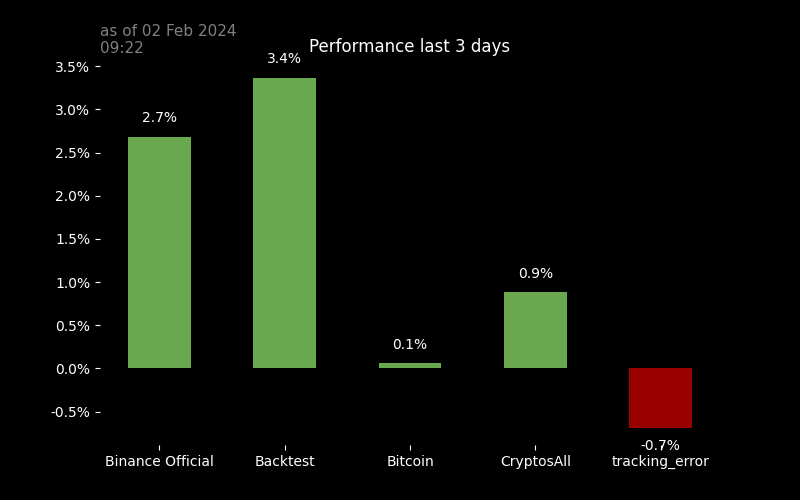 as of 02 Feb 2024
09:22
Performance last 3 days
3.5%
3.0%
2.5%
2.0%
1.5%
1.0%
0.5%
0.0%
-0.5%
2.7%
3.4%
0.1%
0.9%
-0.7%
Binance Official
Backtest
Bitcoin
CryptosAll
tracking_error